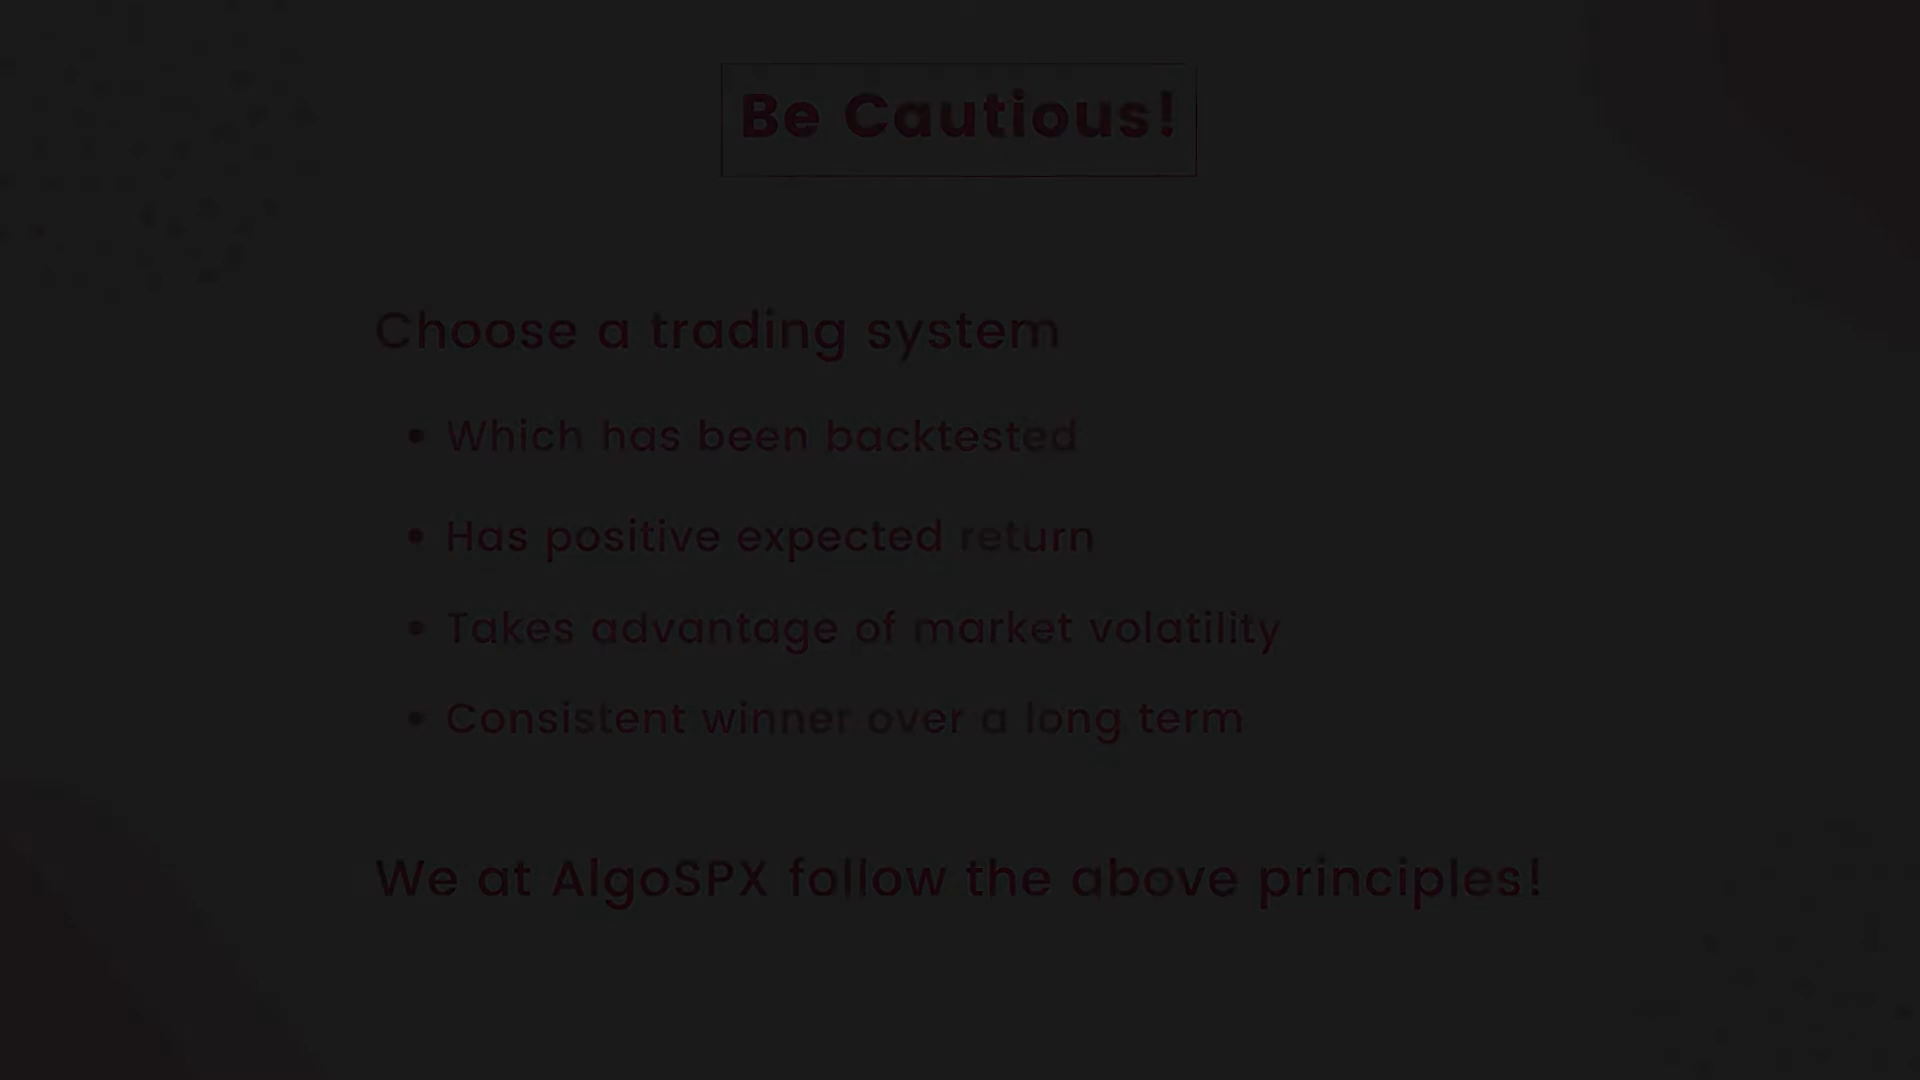 Be Cautious!
Choose a trading system
• Which has been backtested
• Has positive expected return
• Takes advantage of market volatility
• Consistent winner over a long term
We at AlgoSPX follow the above principles!